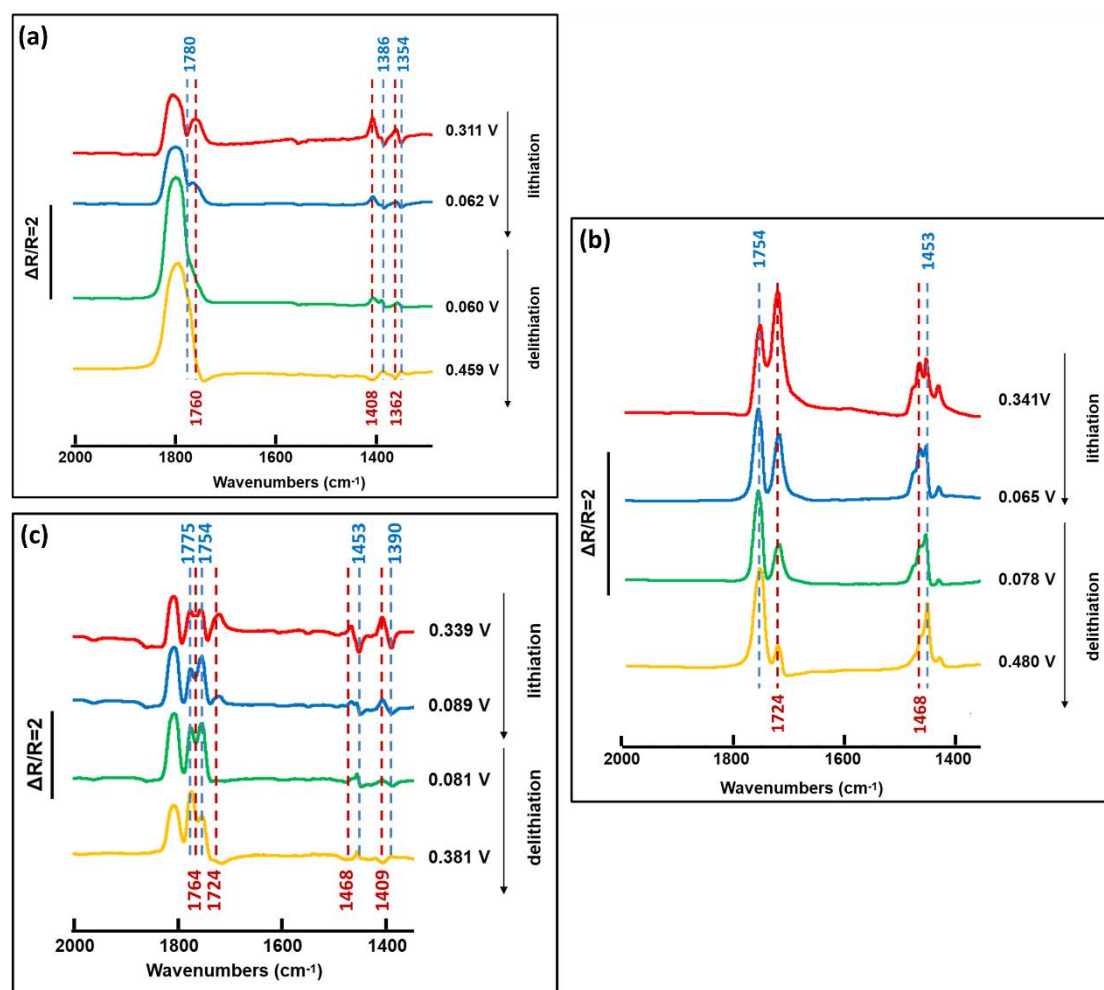 (a)
1780
1386
1354
0.311 V
0.062 V
0.060 V
0.459 V
lithiation
delithiation
ΔR/R=2
1760
1408
1362
2000 1800 1600 1400
Wavenumbers (cm-1)
(b)
1754
1453
0.341V
0.065 V
0.078 V
0.480 V
lithiation
delithiation
ΔR/R=2
1724
1468
2000 1800 1600 1400
Wavenumbers (cm-1)
(c)
1775
1754
1453
1390
0.339 V
0.089 V
0.081 V
0.381 V
lithiation
delithiation
ΔR/R=2
1764
1724
1468
1409
2000 1800 1600 1400
Wavenumbers (cm-1)